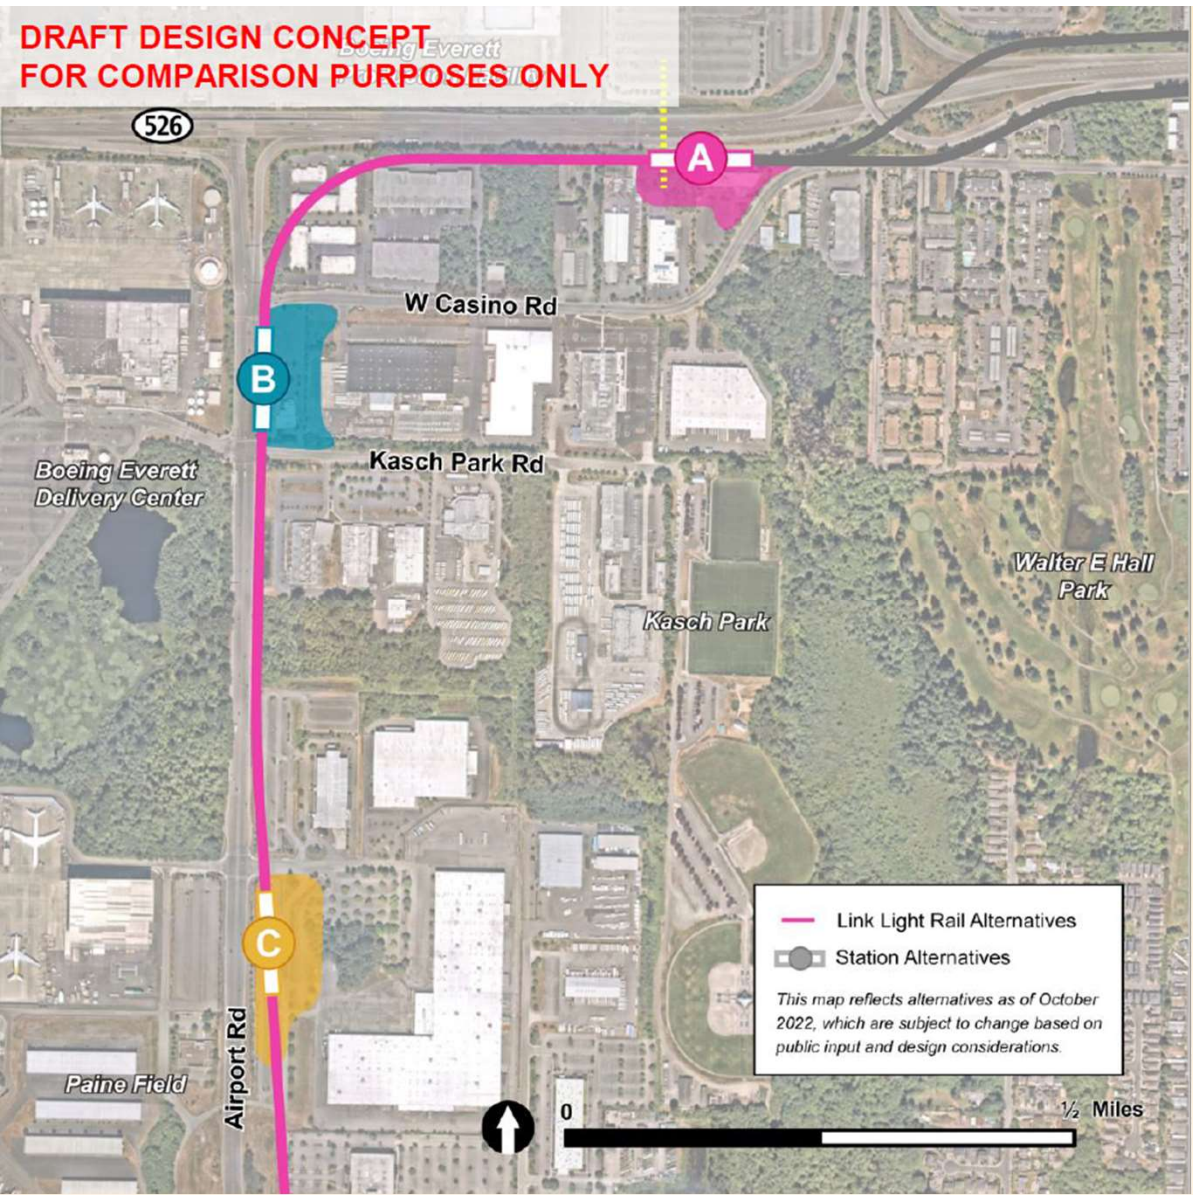 DRAFT DESIGN CONCEPT
FOR COMPARISON PURPOSES ONLY
Boeing Everett
526
A
W Casino Rd
B
Kasch Park Rd
Boeing Everett
Delivery Center
Walter E Hall
Park
Kasch Park
C
Link Light Rail Alternatives
Station Alternatives
This map reflects alternatives as of October
2022, which are subject to change based on
public input and design considerations.
Airport Rd
Paine Field
0
½ Miles